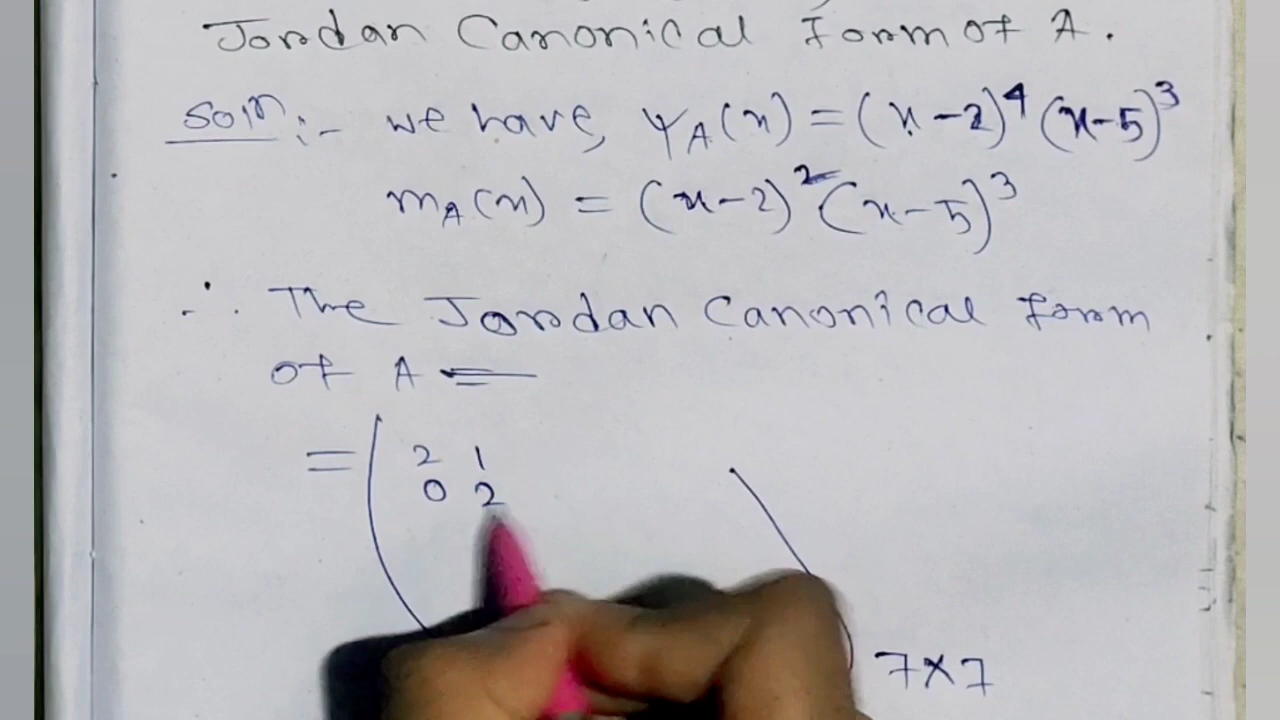 Jordan Canonical Form of A.
Soln :- we have, ψA(x) = (x-2)^4 (x-5)^3
mA(x) = (x-2)^2 (x-5)^3
∴ The Jordan Canonical form
of A =
= ( 2 1
0 2
7×7